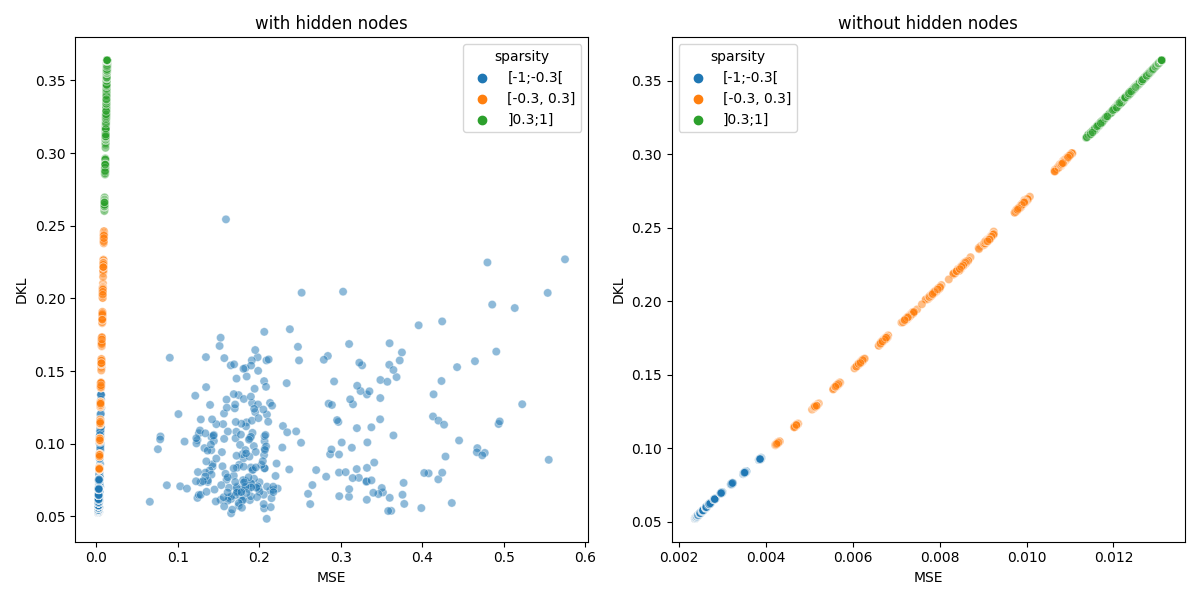 with hidden nodes
sparsity
[-1;-0.3[
[-0.3, 0.3]
]0.3;1]
0.35
0.30
0.25
0.20
0.15
0.10
0.05
DKL
0.0 0.1 0.2 0.3 0.4 0.5 0.6
MSE
without hidden nodes
sparsity
[-1;-0.3[
[-0.3, 0.3]
]0.3;1]
0.35
0.30
0.25
0.20
0.15
0.10
0.05
DKL
0.002 0.004 0.006 0.008 0.010 0.012
MSE